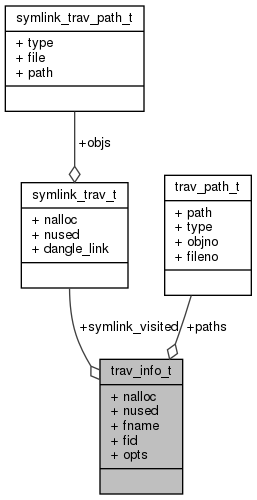 symlink_trav_path_t
+ type
+ file
+ path
+objs
symlink_trav_t
+ nalloc
+ nused
+ dangle_link
trav_path_t
+ path
+ type
+ objno
+ fileno
+symlink_visited
+paths
trav_info_t
+ nalloc
+ nused
+ fname
+ fid
+ opts